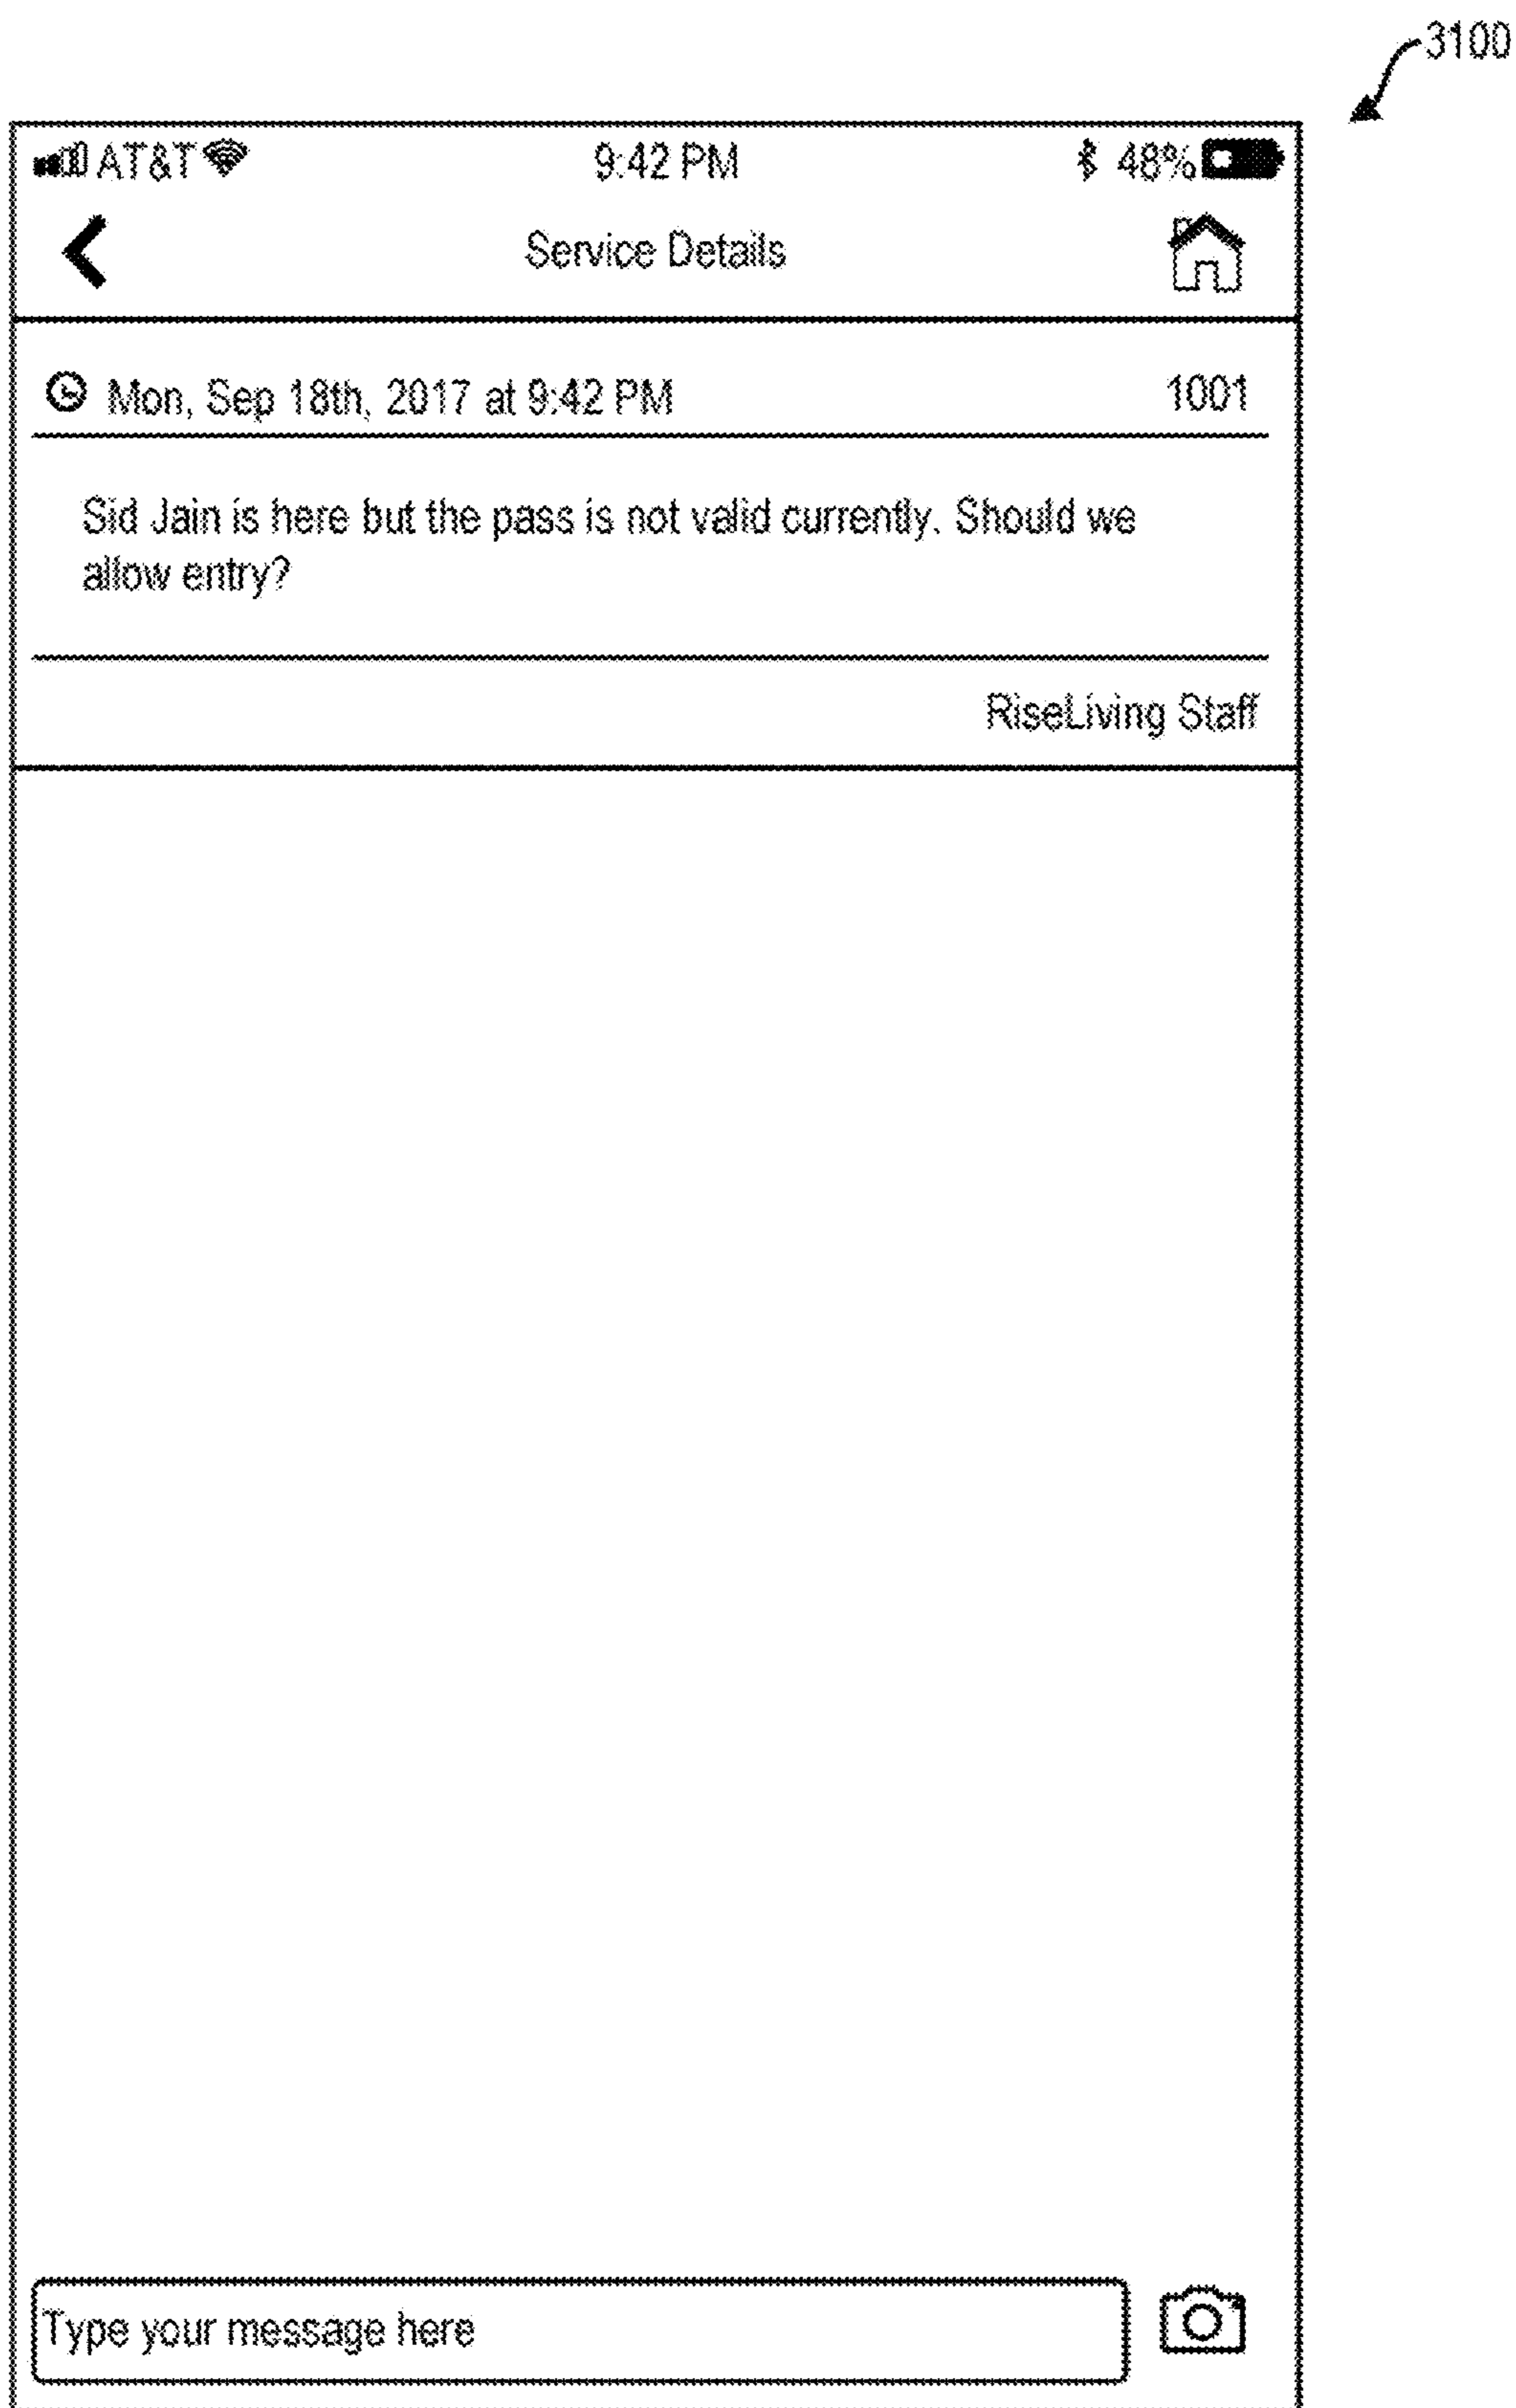 3100
AT&T 9:42 PM 48%
Service Details
Mon, Sep 18th, 2017 at 9:42 PM 1001
Sid Jain is here but the pass is not valid currently. Should we
allow entry?
RiseLiving Staff
Type your message here